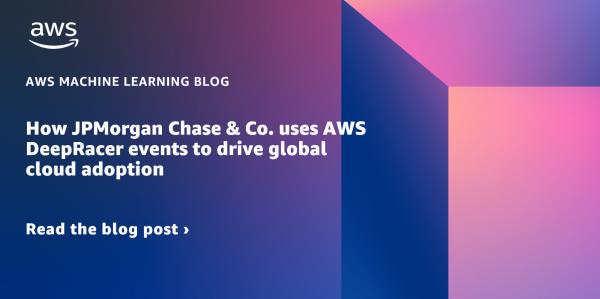 aws
AWS MACHINE LEARNING BLOG
How JPMorgan Chase & Co. uses AWS
DeepRacer events to drive global
cloud adoption
Read the blog post ›